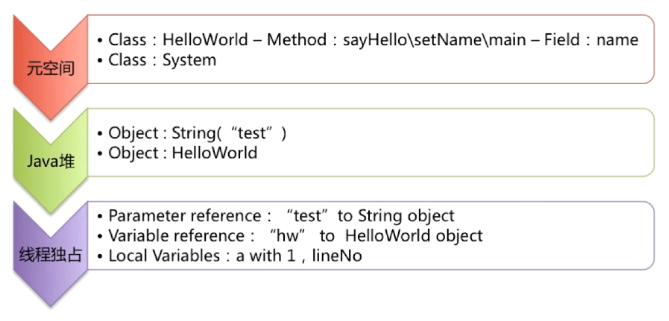 元空间
• Class：HelloWorld – Method：sayHello\setName\main – Field：name
• Class：System
Java堆
• Object : String(“test”)
• Object : HelloWorld
线程独占
• Parameter reference：“test”to String object
• Variable reference：“hw” to HelloWorld object
• Local Variables：a with 1，lineNo